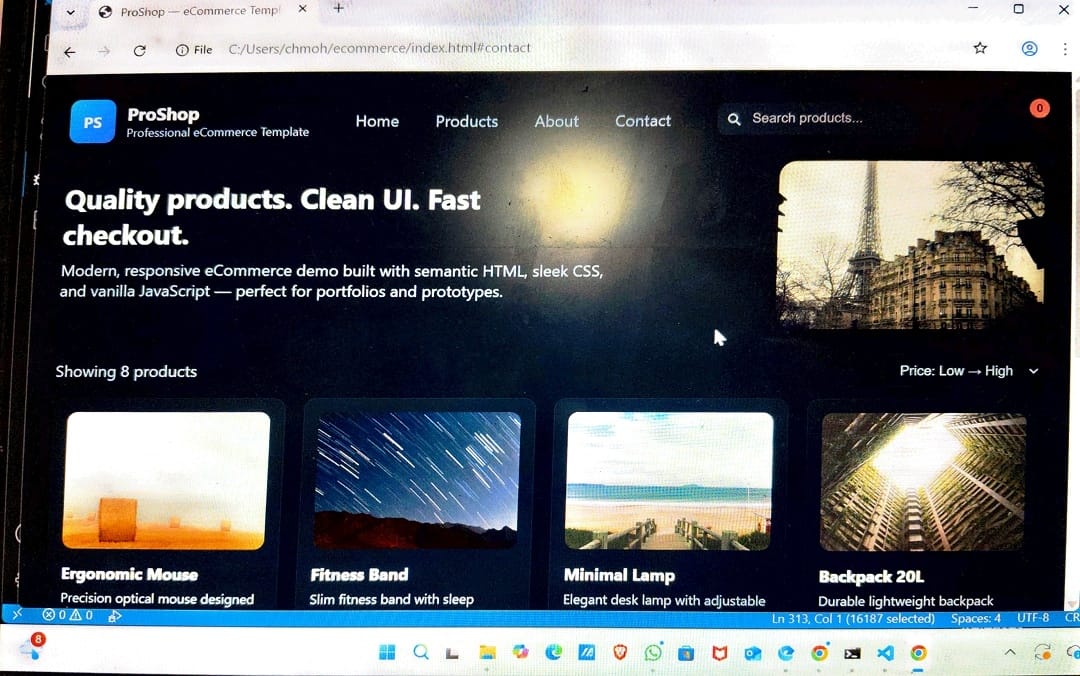 ProShop — eCommerce Templ
File C:/Users/chmoh/ecommerce/index.html#contact
PS ProShop
Professional eCommerce Template
Home Products About Contact Search products... 0
Quality products. Clean UI. Fast
checkout.
Modern, responsive eCommerce demo built with semantic HTML, sleek CSS,
and vanilla JavaScript — perfect for portfolios and prototypes.
Showing 8 products Price: Low → High
Ergonomic Mouse Fitness Band Minimal Lamp Backpack 20L
Precision optical mouse designed Slim fitness band with sleep Elegant desk lamp with adjustable Durable lightweight backpack
0 0 Ln 313, Col 1 (16187 selected) Spaces: 4 UTF-8 CR
8